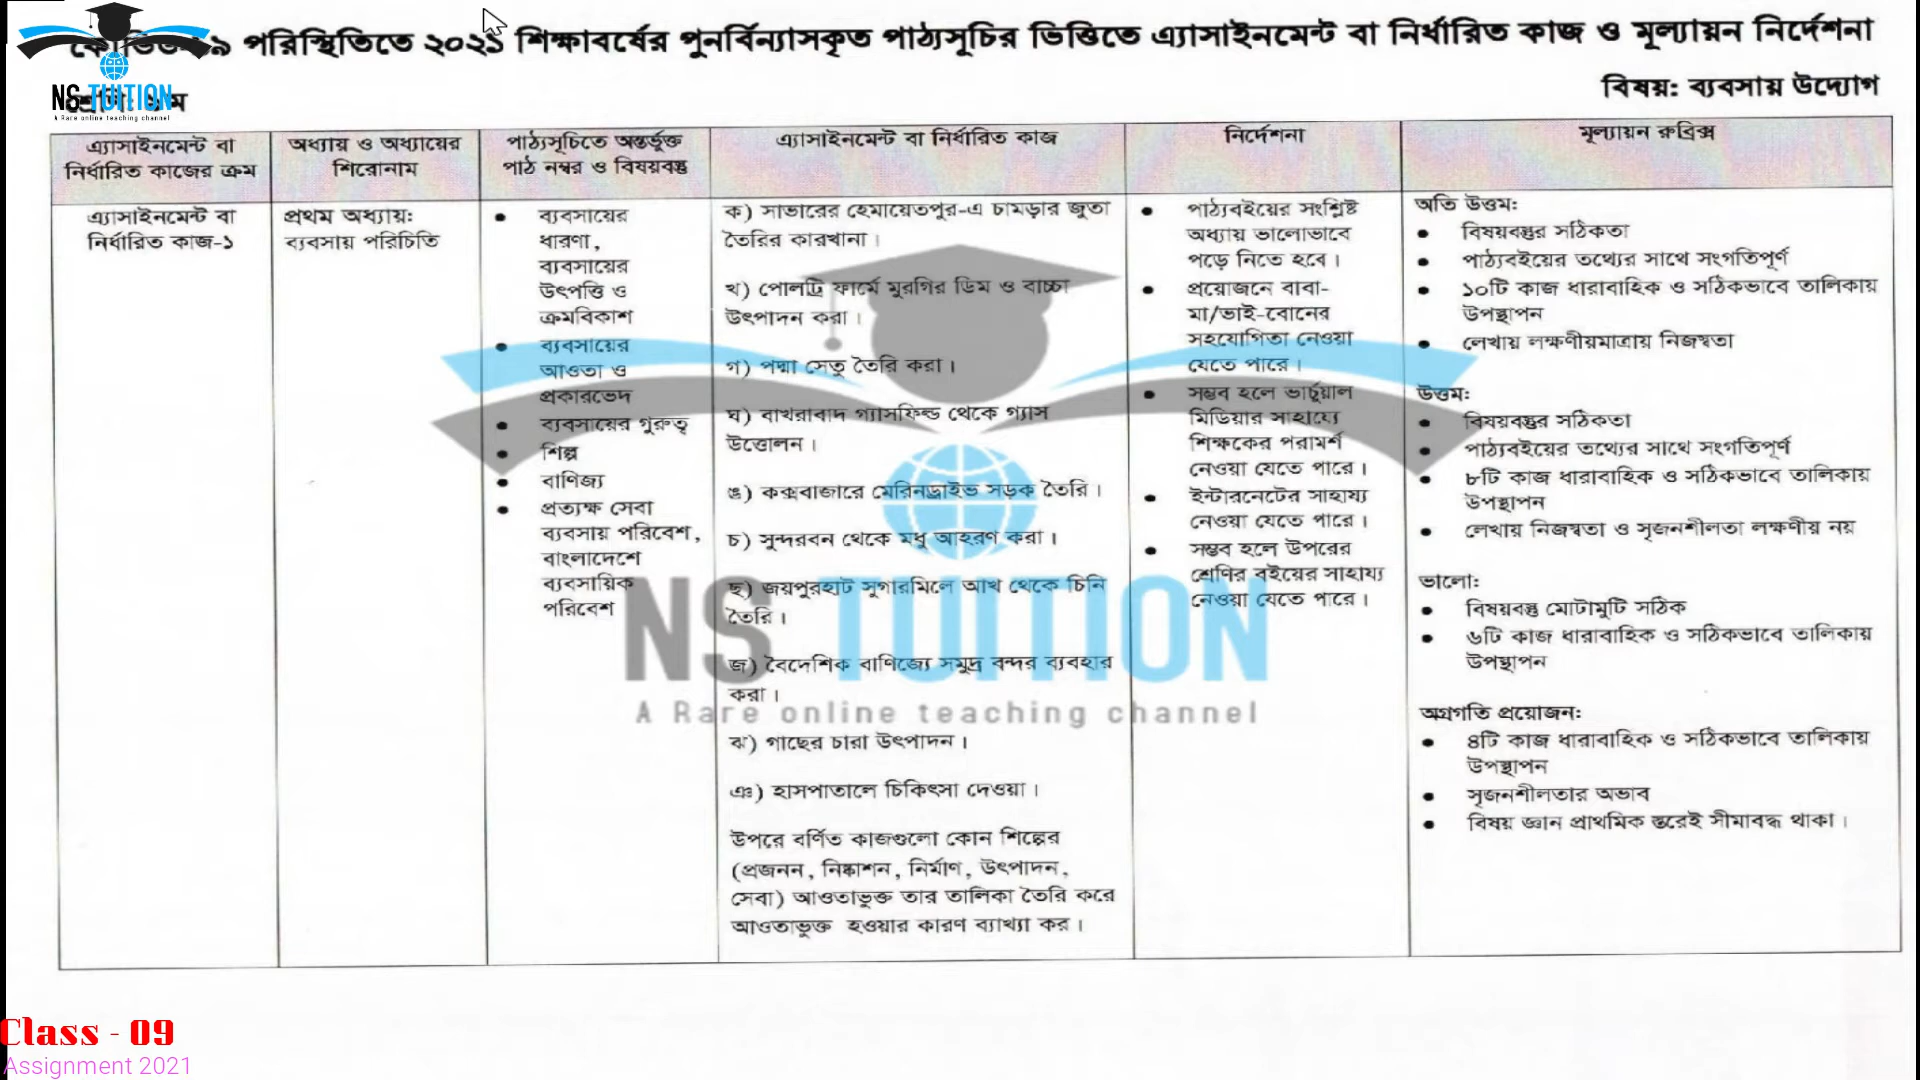 পরিস্থিতিতে ২০২১ শিক্ষাবর্ষের পুনর্বিন্যাসকৃত পাঠ্যসূচির ভিত্তিতে এ্যাসাইনমেন্ট বা নির্ধারিত কাজ ও মূল্যায়ন নির্দেশনা
বিষয়: ব্যবসায় উদ্যোগ
NS TUITION
A Rare online teaching channel
এ্যাসাইনমেন্ট বা
নির্ধারিত কাজের ক্রম
অধ্যায় ও অধ্যায়ের
শিরোনাম
পাঠ্যসূচিতে অন্তর্ভূক্ত
পাঠ নম্বর ও বিষয়বস্তু
এ্যাসাইনমেন্ট বা নির্ধারিত কাজ
নির্দেশনা
মূল্যায়ন রুব্রিক্স
এ্যাসাইনমেন্ট বা
নির্ধারিত কাজ-১
প্রথম অধ্যায়:
ব্যবসায় পরিচিতি
• ব্যবসায়ের
ধারণা,
ব্যবসায়ের
উৎপত্তি ও
ক্রমবিকাশ
• ব্যবসায়ের
আওতা ও
প্রকারভেদ
• ব্যবসায়ের গুরুত্ব
• শিল্প
• বাণিজ্য
• প্রত্যক্ষ সেবা
ব্যবসায় পরিবেশ,
বাংলাদেশে
ব্যবসায়িক
পরিবেশ
ক) সাভারের হেমায়েতপুর-এ চামড়ার জুতা
তৈরির কারখানা।
খ) পোলট্রি ফার্মে মুরগির ডিম ও বাচ্চা
উৎপাদন করা।
গ) পদ্মা সেতু তৈরি করা।
ঘ) বাখরাবাদ গ্যাসফিল্ড থেকে গ্যাস
উত্তোলন।
ঙ) কক্সবাজারে মেরিনড্রাইভ সড়ক তৈরি।
চ) সুন্দরবন থেকে মধু আহরণ করা।
ছ) জয়পুরহাট সুগারমিলে আখ থেকে চিনি
তৈরি।
জ) বৈদেশিক বাণিজ্যে সমুদ্র বন্দর ব্যবহার
করা।
ঝ) গাছের চারা উৎপাদন।
ঞ) হাসপাতালে চিকিৎসা দেওয়া।
উপরে বর্ণিত কাজগুলো কোন শিল্পের
(প্রজনন, নিষ্কাশন, নির্মাণ, উৎপাদন,
সেবা) আওতাভুক্ত তার তালিকা তৈরি করে
আওতাভুক্ত হওয়ার কারণ ব্যাখ্যা কর।
• পাঠ্যবইয়ের সংশ্লিষ্ট
অধ্যায় ভালোভাবে
পড়ে নিতে হবে।
• প্রয়োজনে বাবা-
মা/ভাই-বোনের
সহযোগিতা নেওয়া
যেতে পারে।
• সম্ভব হলে ভার্চুয়াল
মিডিয়ার সাহায্যে
শিক্ষকের পরামর্শ
নেওয়া যেতে পারে।
• ইন্টারনেটের সাহায্য
নেওয়া যেতে পারে।
• সম্ভব হলে উপরের
শ্রেণির বইয়ের সাহায্য
নেওয়া যেতে পারে।
অতি উত্তম:
• বিষয়বস্তুর সঠিকতা
• পাঠ্যবইয়ের তথ্যের সাথে সংগতিপূর্ণ
• ১০টি কাজ ধারাবাহিক ও সঠিকভাবে তালিকায়
উপস্থাপন
• লেখায় লক্ষণীয়মাত্রায় নিজস্বতা
উত্তম:
• বিষয়বস্তুর সঠিকতা
• পাঠ্যবইয়ের তথ্যের সাথে সংগতিপূর্ণ
• ৮টি কাজ ধারাবাহিক ও সঠিকভাবে তালিকায়
উপস্থাপন
• লেখায় নিজস্বতা ও সৃজনশীলতা লক্ষণীয় নয়
ভালো:
• বিষয়বস্তু মোটামুটি সঠিক
• ৬টি কাজ ধারাবাহিক ও সঠিকভাবে তালিকায়
উপস্থাপন
অগ্রগতি প্রয়োজন:
• ৪টি কাজ ধারাবাহিক ও সঠিকভাবে তালিকায়
উপস্থাপন
• সৃজনশীলতার অভাব
• বিষয় জ্ঞান প্রাথমিক স্তরেই সীমাবদ্ধ থাকা।
NS TUITION
A Rare online teaching channel
Class - 09
Assignment 2021